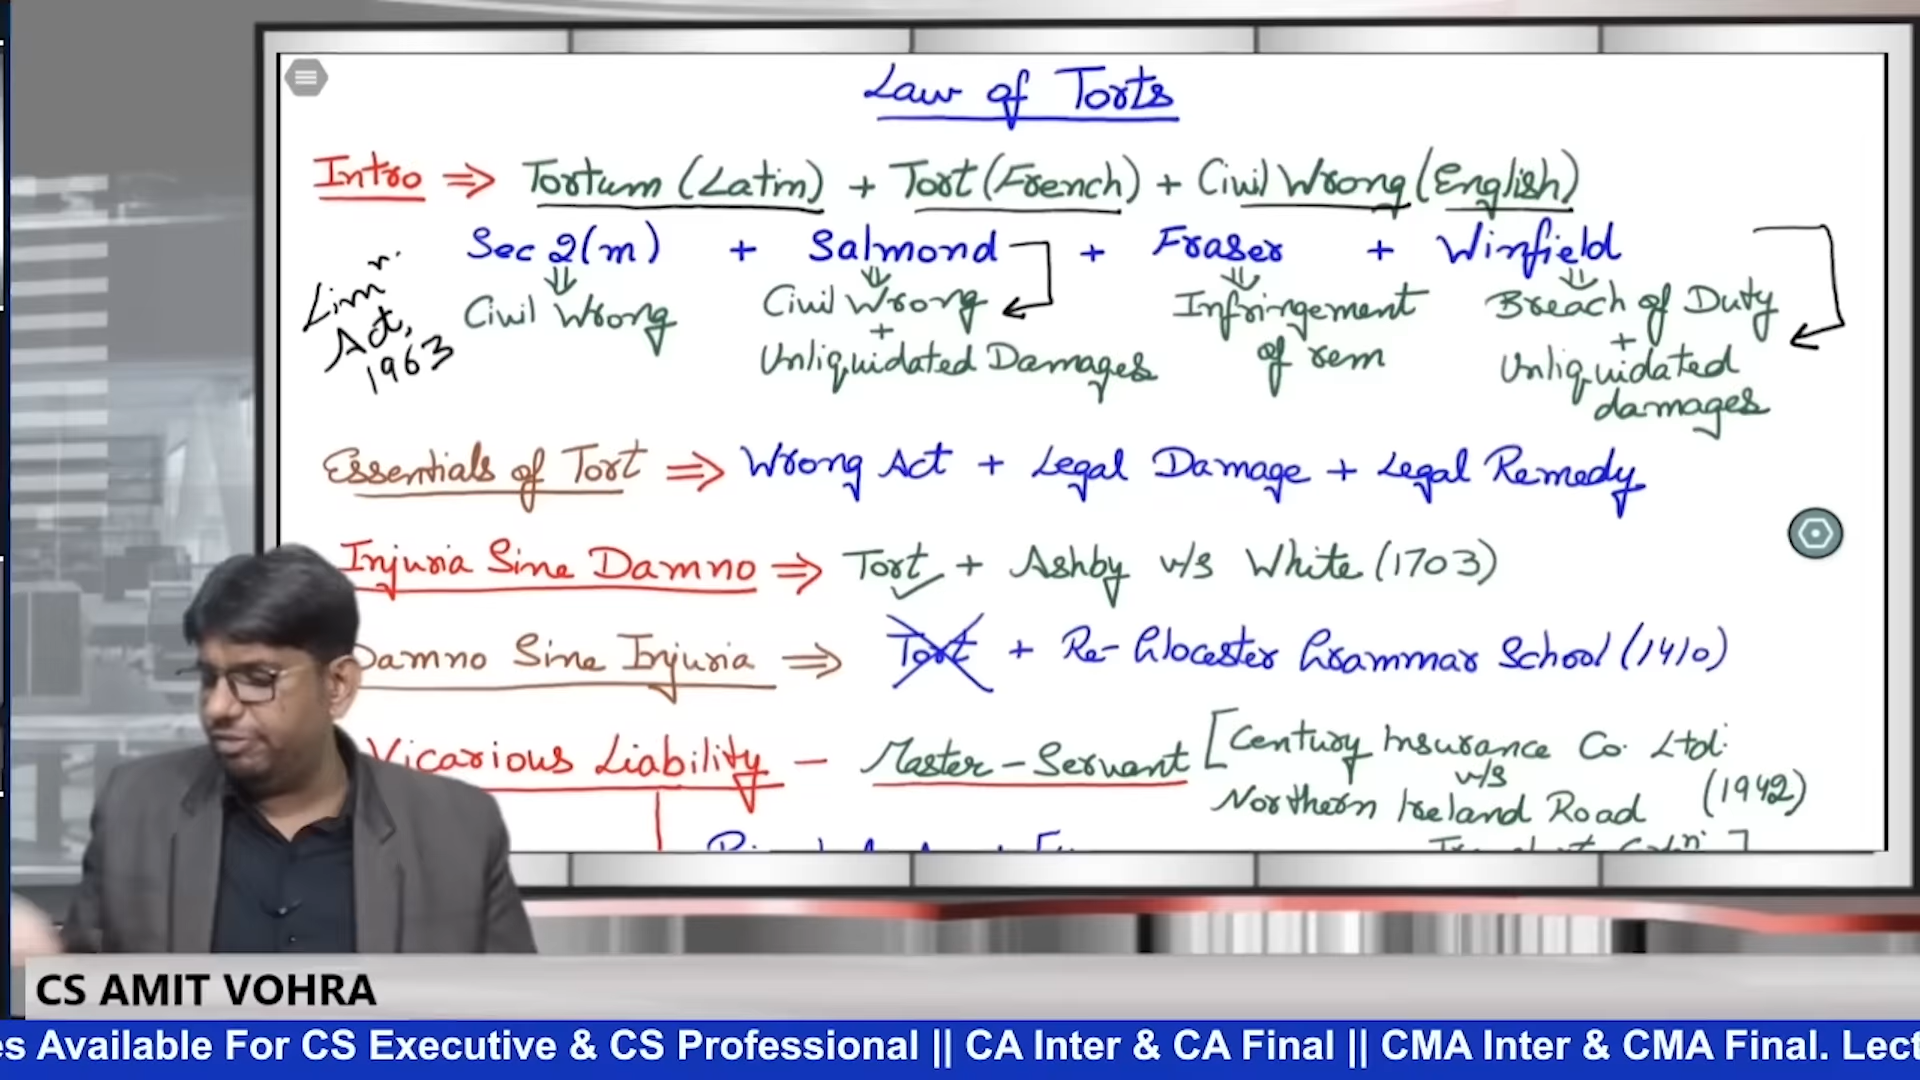 Law of Torts
Intro ⇒ Tortum (Latin) + Tort (French) + Civil Wrong (English)
Sec 2(m) + Salmond + Fraser + Winfield
Limn.
Act,
1963
⇓ ⇓ ⇓ ⇓
Civil Wrong
Civil Wrong
+
Unliquidated Damages
Infringement
of rem
Breach of Duty
+
Unliquidated
damages
Essentials of Tort ⇒ Wrong Act + Legal Damage + Legal Remedy
Injuria Sine Damno ⇒ Tort + Ashby v/s White (1703)
Damno Sine Injuria ⇒ Tort + Re- Glocester Grammar School (1410)
Vicarious Liability - Master-Servant [Century Insurance Co. Ltd.
v/s
Northern Ireland Road (1942)
CS AMIT VOHRA
es Available For CS Executive & CS Professional || CA Inter & CA Final || CMA Inter & CMA Final. Lect